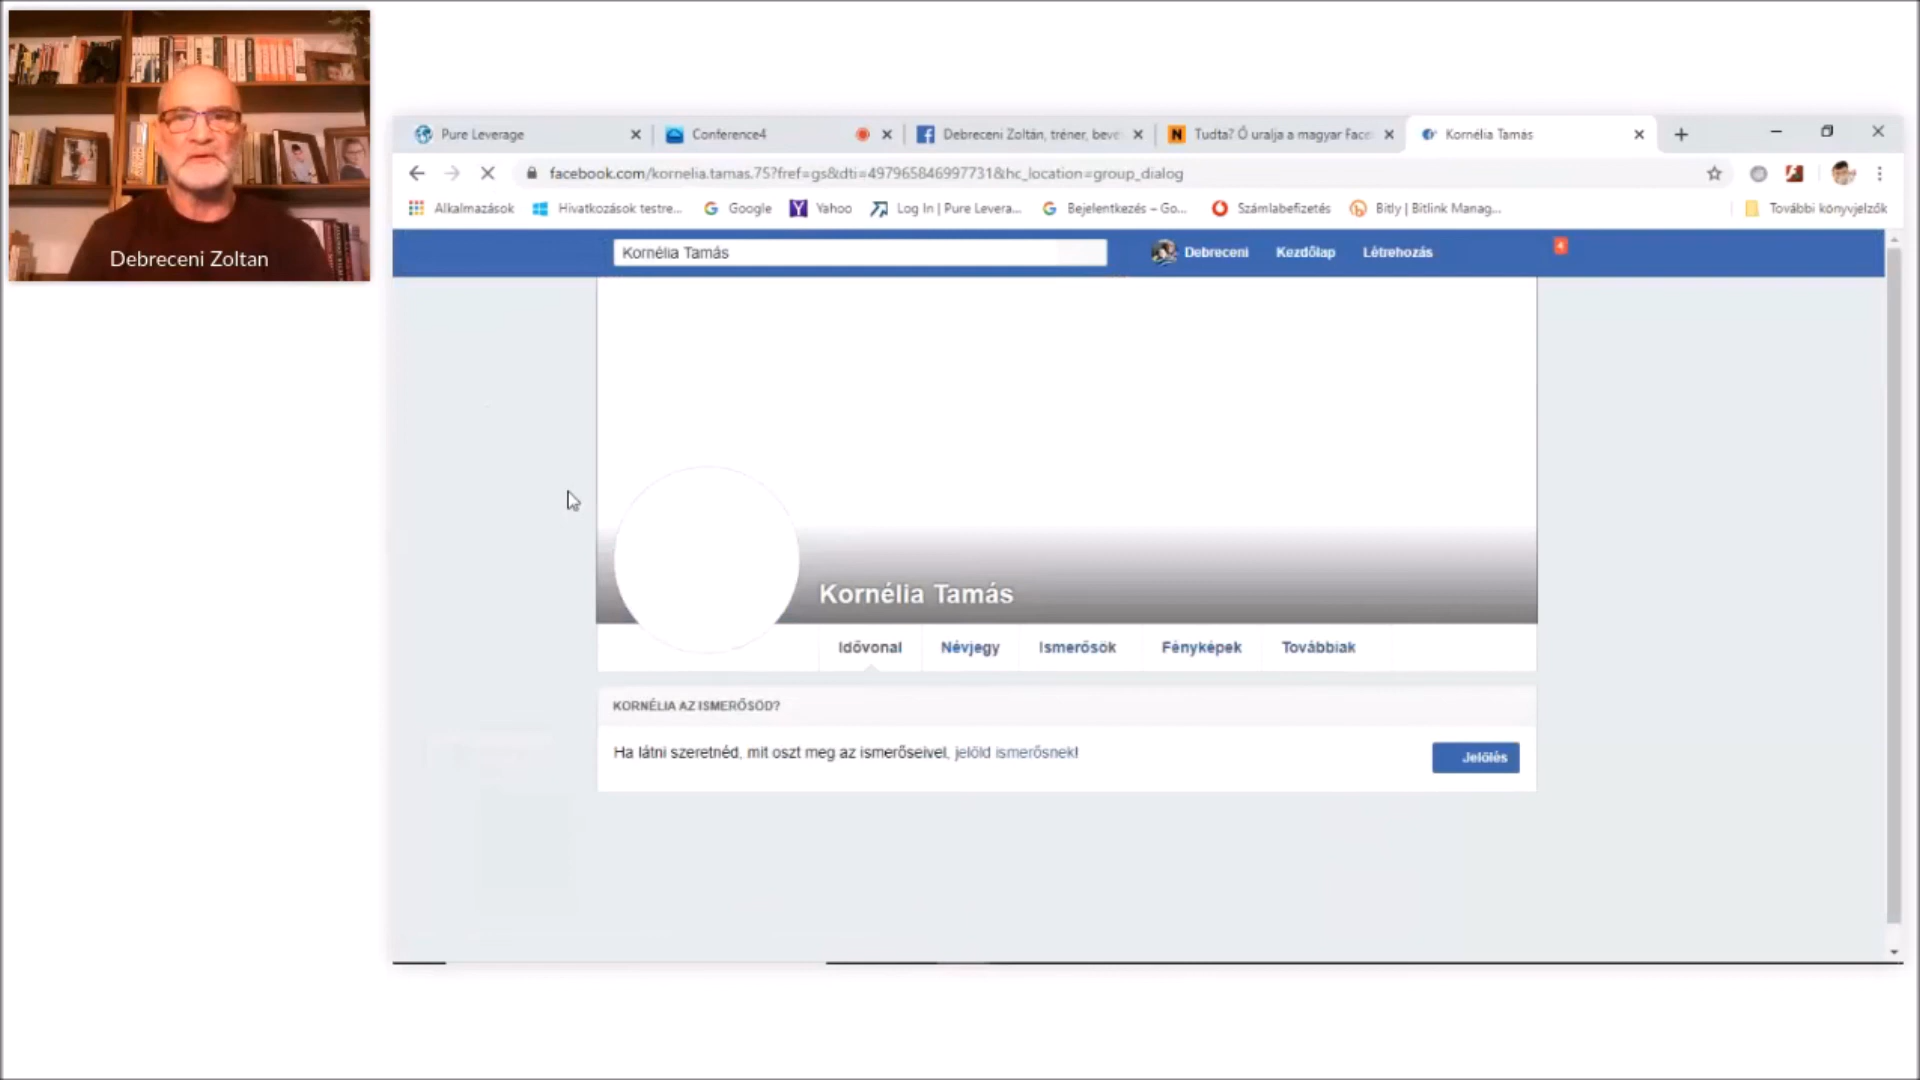 Debreceni Zoltan
Pure Leverage
Conference4
Debreceni Zoltán, tréner, beve
Tudta? Ő uralja a magyar Face
Kornélia Tamás
facebook.com/kornelia.tamas.75?fref=gs&dti=497965846997731&hc_location=group_dialog
Alkalmazások
Hivatkozások testre...
Google
Yahoo
Log In | Pure Levera...
Bejelentkezés – Go...
Számlabefizetés
Bitly | Bitlink Manag...
További könyvjelzők
Kornélia Tamás
Debreceni
Kezdőlap
Létrehozás
4
Kornélia Tamás
Idővonal
Névjegy
Ismerősök
Fényképek
Továbbiak
KORNÉLIA AZ ISMERŐSÖD?
Ha látni szeretnéd, mit oszt meg az ismerőseivel, jelöld ismerősnek!
Jelölés